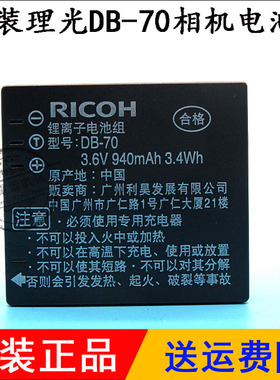 装理光DB-70相机电池
RICOH
合格
锂离子电池组
型号:DB-70
3.6V 940mAh 3.4Wh
原产地:中国
贩卖商:广州利昊发展有限公司
中国广州市广仁路1号广仁大厦21楼
注意
·必须使用专用充电器
·不可以投入火中或加热
·不可以在高温下充电、使用或放置
·不可以使其短路·不可以对其分解
否则会引发发热、起火、破裂等事故
装正品
送运费